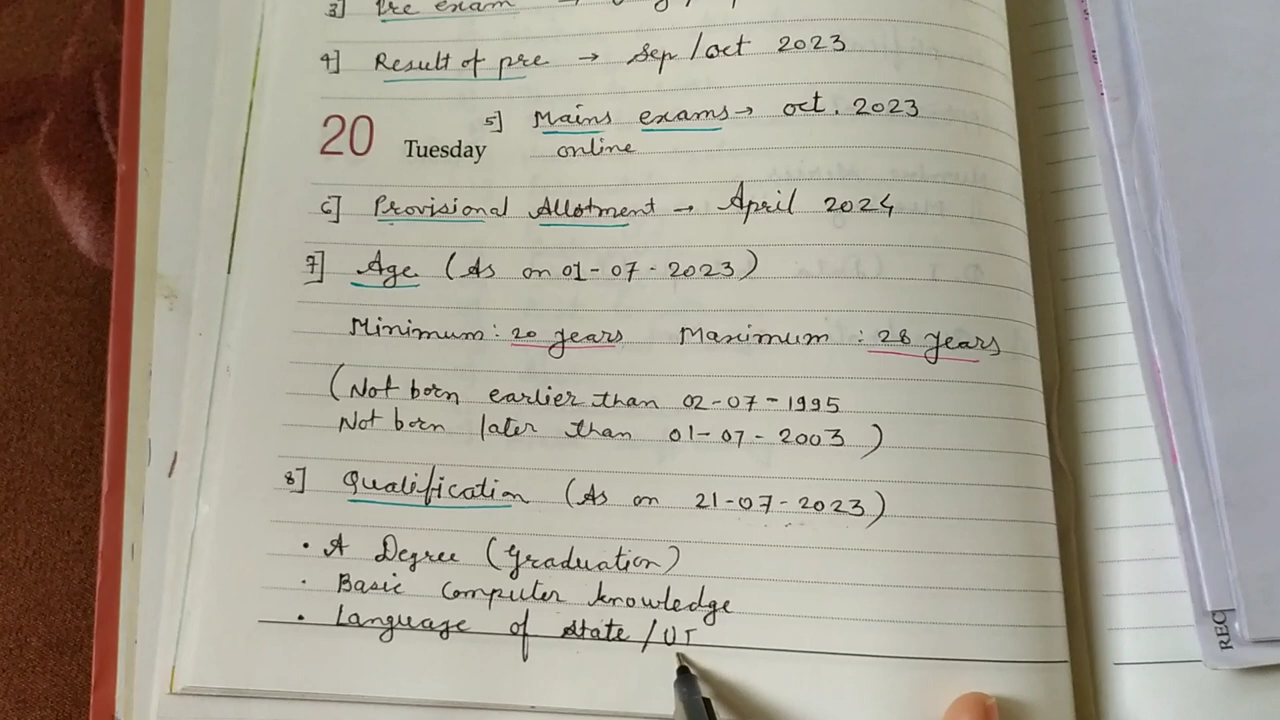 3] Pre exam →
4] Result of pre → Sep/oct 2023
20 Tuesday
5] Mains exams → oct. 2023
online
6] Provisional Allotment → April 2024
7] Age (As on 01-07-2023)
Minimum: 20 years Maximum : 28 years
(Not born earlier than 02-07-1995
Not born later than 01-07-2003)
8] Qualification (As on 21-07-2023)
• A Degree (Graduation)
• Basic Computer knowledge
• Language of state/UT
REC